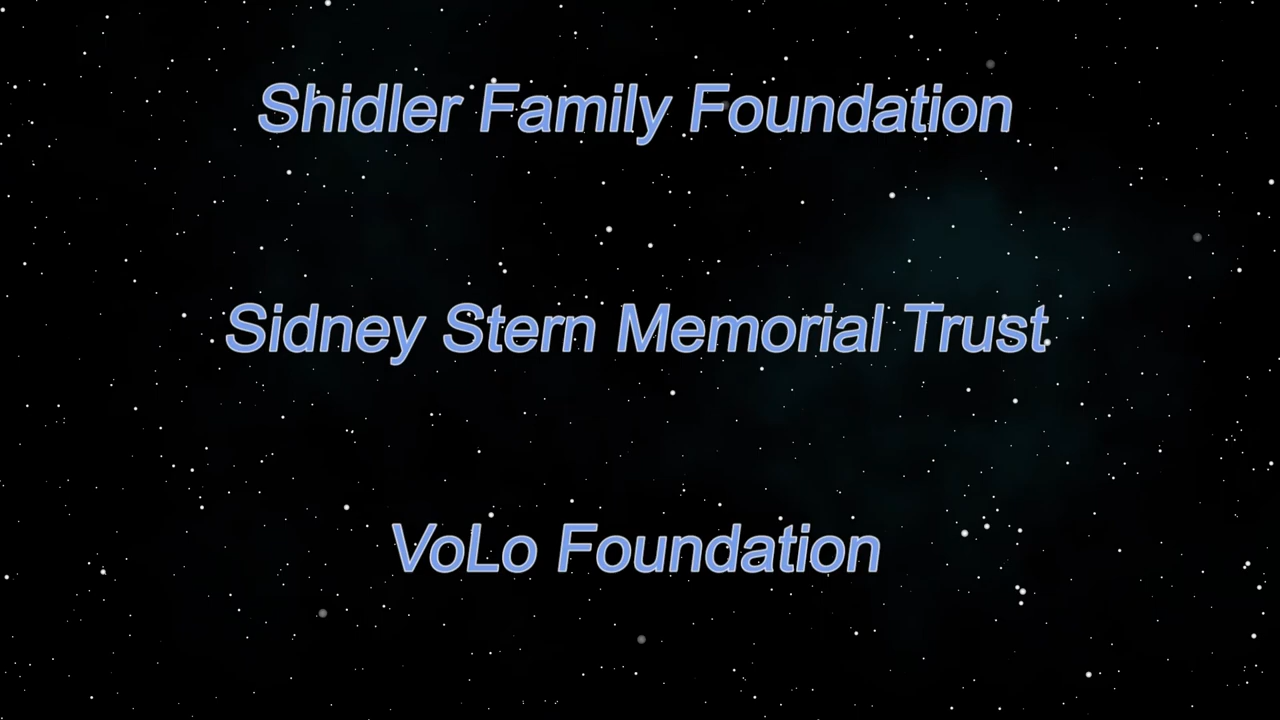 Shidler Family Foundation
Sidney Stern Memorial Trust
VoLo Foundation